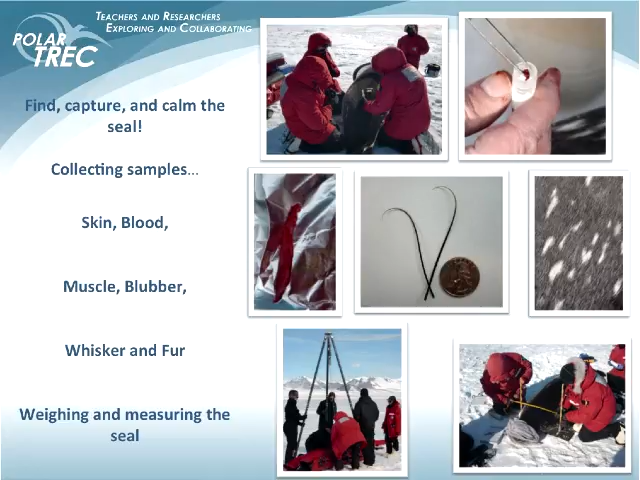 TEACHERS AND RESEARCHERS
EXPLORING AND COLLABORATING
POLAR
TREC
Find, capture, and calm the
seal!
Collecting samples...
Skin, Blood,
Muscle, Blubber,
Whisker and Fur
Weighing and measuring the
seal